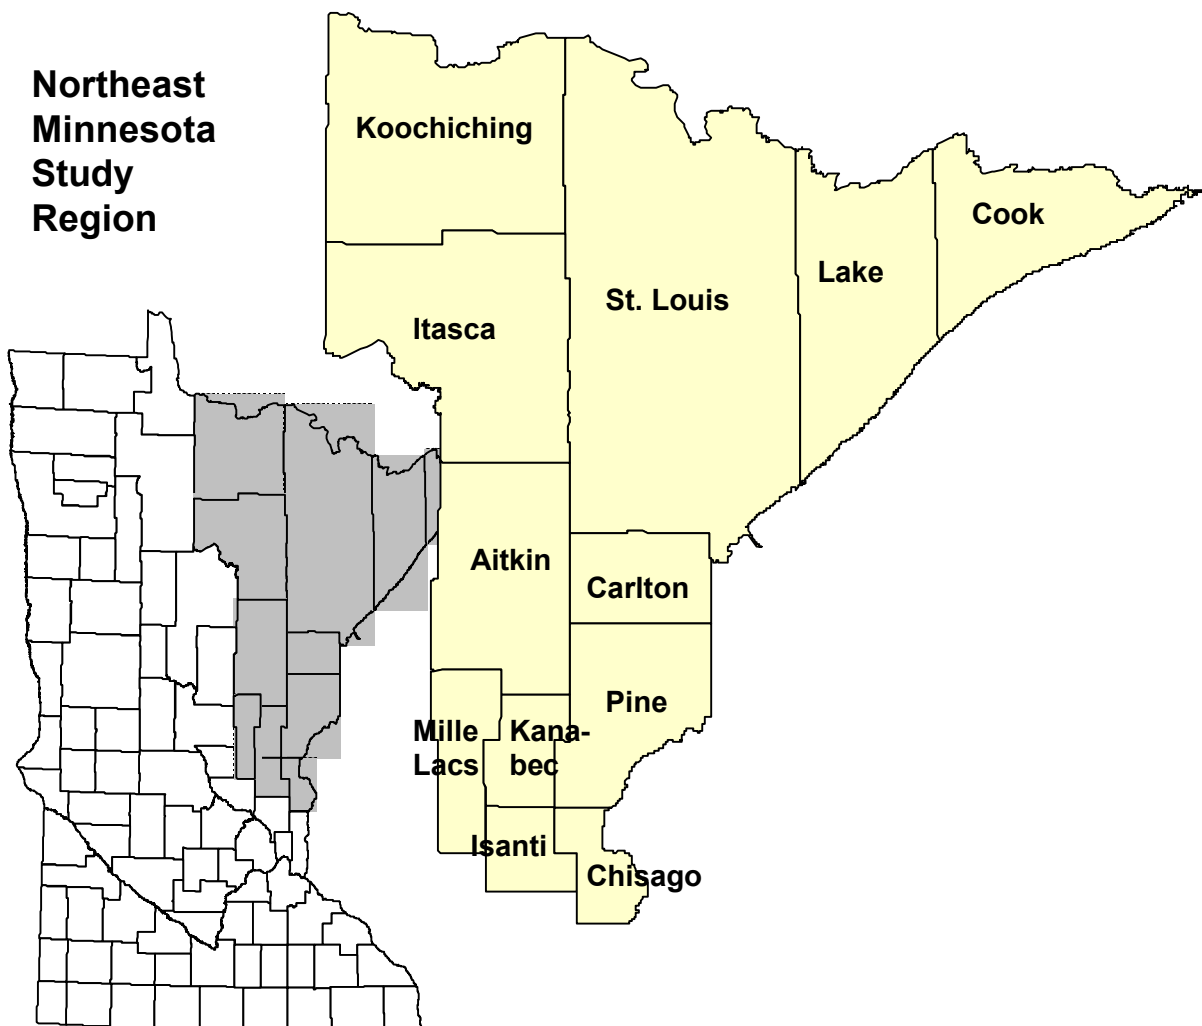 Northeast
Minnesota
Study
Region
Koochiching
Cook
Lake
St. Louis
Itasca
Aitkin
Carlton
Pine
Mille
Lacs
Kana-
bec
Isanti
Chisago